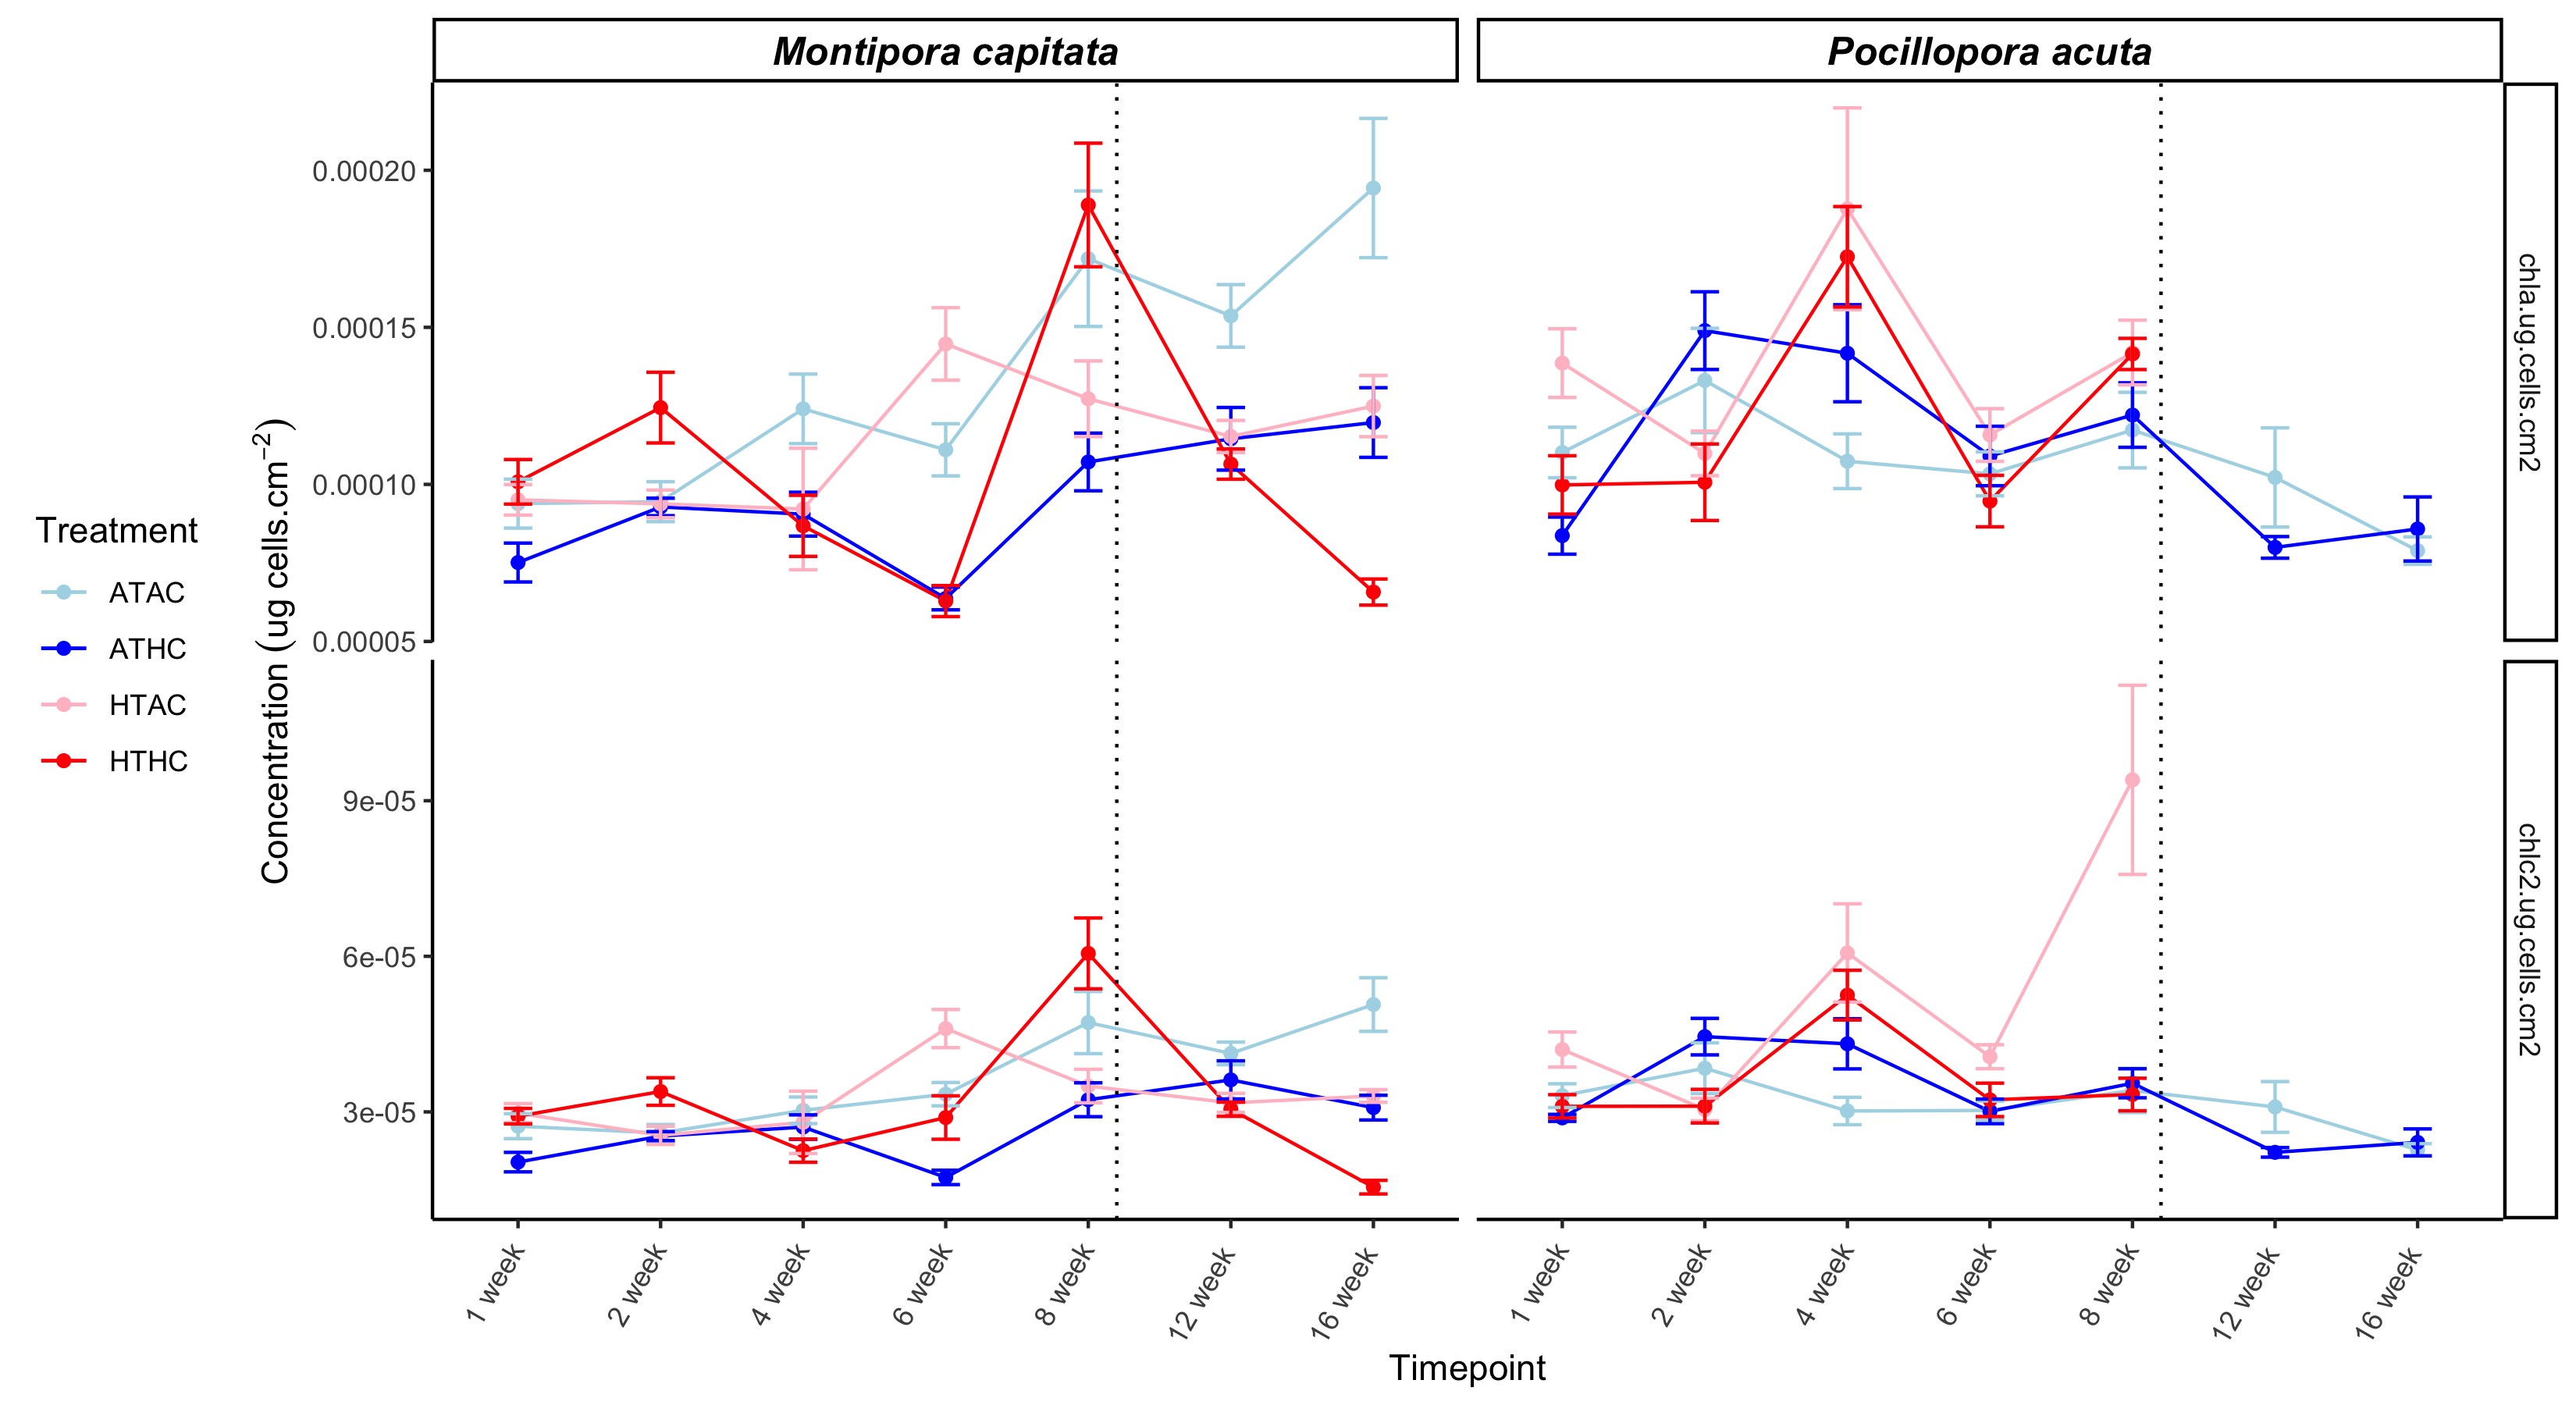 Montipora capitata
Pocillopora acuta
0.00020
0.00015
0.00010
0.00005
9e-05
6e-05
3e-05
Concentration (ug cells.cm−2)
chla.ug.cells.cm2
chlc2.ug.cells.cm2
Treatment
ATAC
ATHC
HTAC
HTHC
1 week
2 week
4 week
6 week
8 week
12 week
16 week
1 week
2 week
4 week
6 week
8 week
12 week
16 week
Timepoint